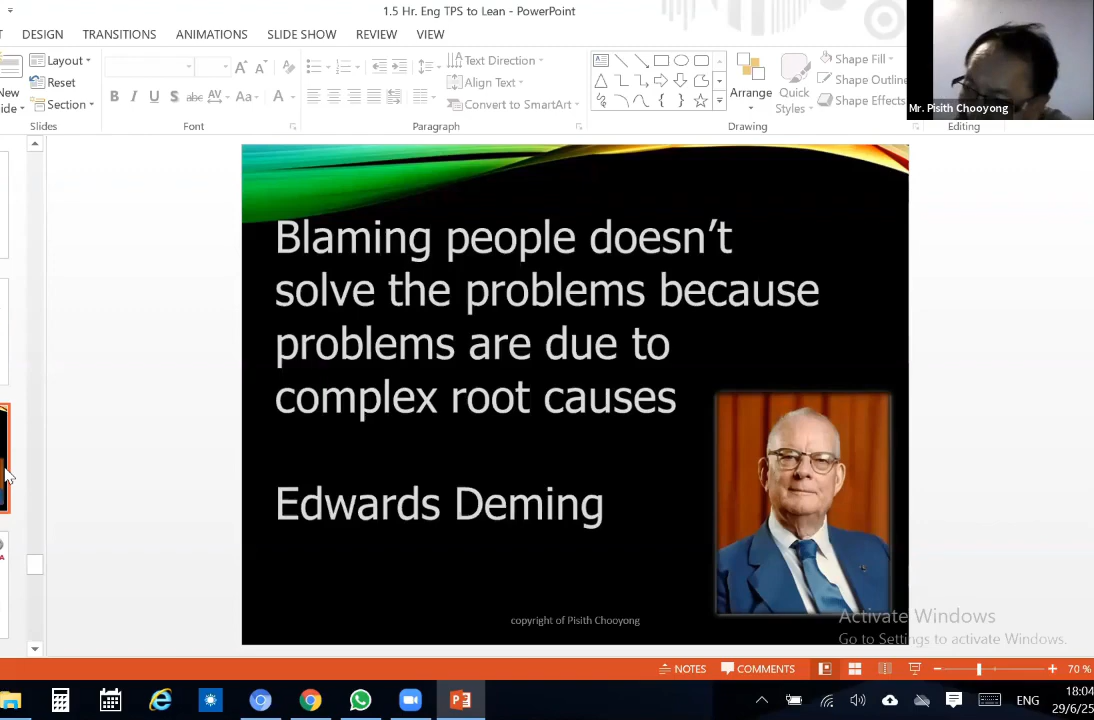 1.5 Hr. Eng TPS to Lean - PowerPoint
DESIGN TRANSITIONS ANIMATIONS SLIDE SHOW REVIEW VIEW
Layout
Reset
Section
Slides
B I U S abc AV Aa A
Font
Text Direction
Align Text
Convert to SmartArt
Paragraph
Arrange
Quick
Styles
Shape Fill
Shape Outline
Shape Effects
Drawing
Editing
Mr. Pisith Chooyong
Blaming people doesn’t
solve the problems because
problems are due to
complex root causes
Edwards Deming
copyright of Pisith Chooyong
Activate Windows
Go to Settings to activate Windows.
NOTES COMMENTS 70 %
ENG
18:04
29/6/25